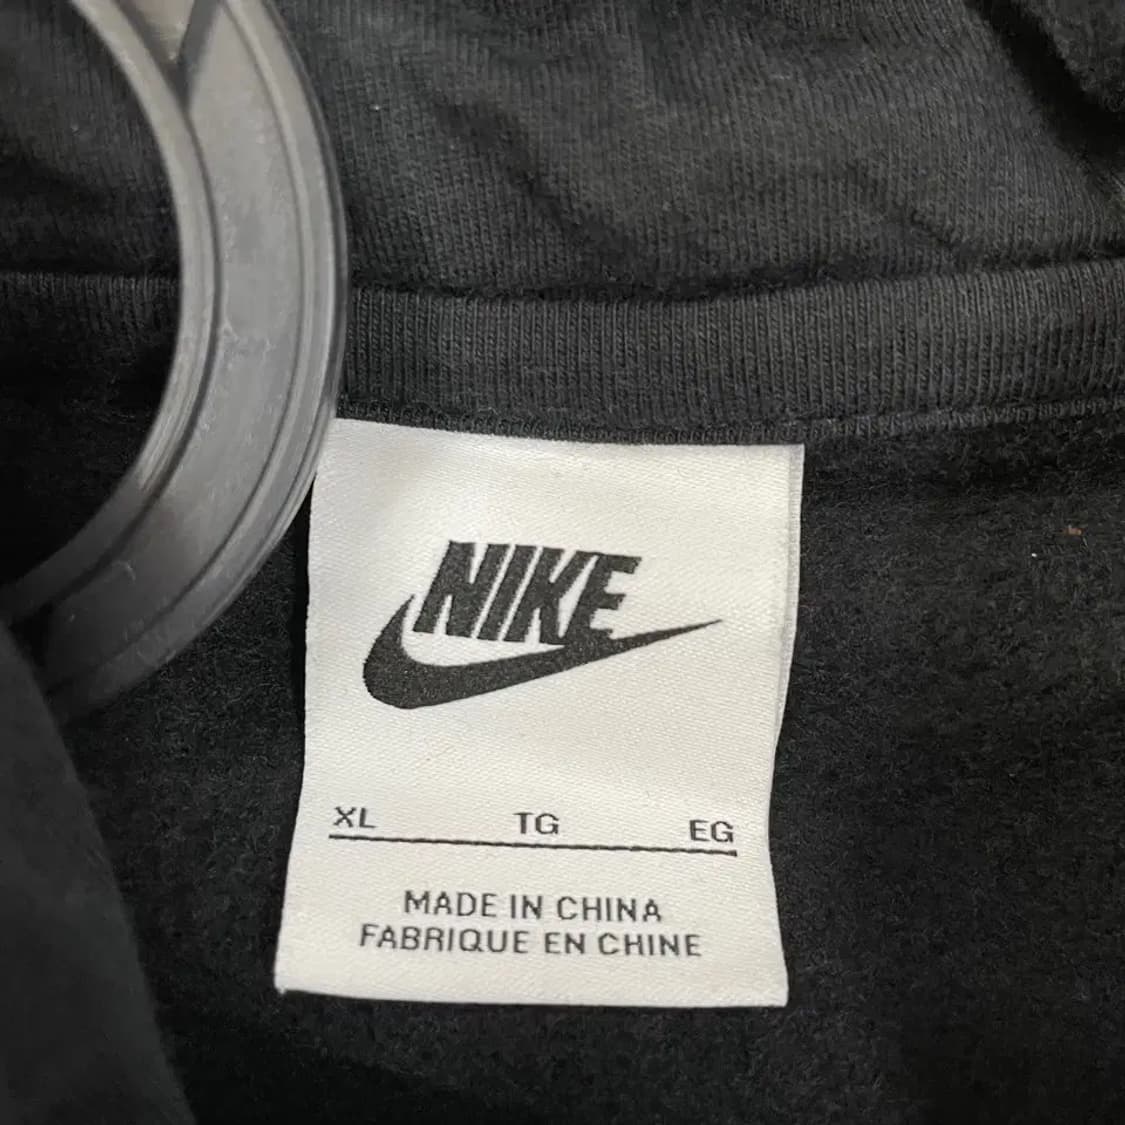 NIKE
XL TG EG
MADE IN CHINA
FABRIQUE EN CHINE